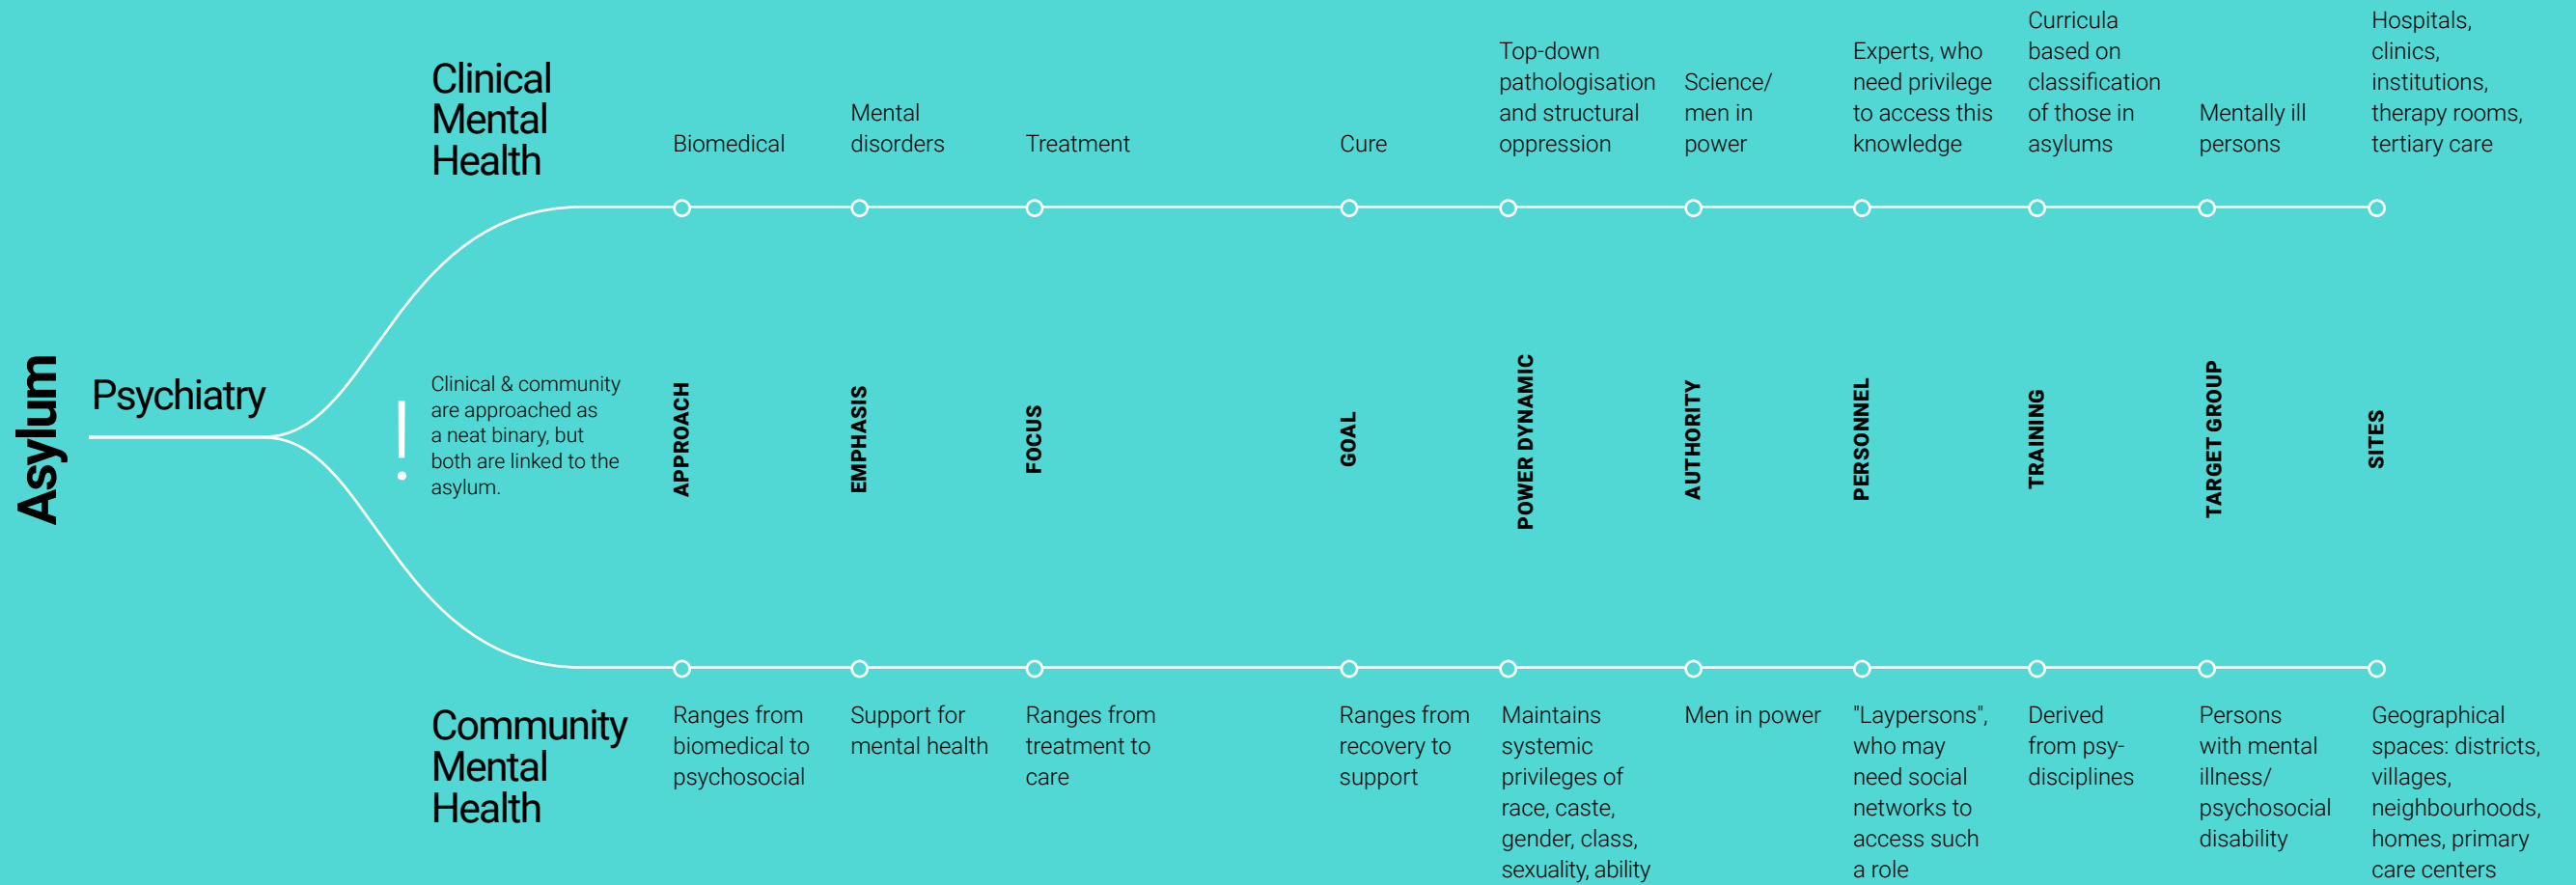 Asylum
Psychiatry
Clinical
Mental
Health
Biomedical
Mental
disorders
Treatment
Cure
Top-down
pathologisation
and structural
oppression
Science/
men in
power
Experts, who
need privilege
to access this
knowledge
Curricula
based on
classification
of those in
asylums
Mentally ill
persons
Hospitals,
clinics,
institutions,
therapy rooms,
tertiary care
!
Clinical & community
are approached as
a neat binary, but
both are linked to the
asylum.
APPROACH
EMPHASIS
FOCUS
GOAL
POWER DYNAMIC
AUTHORITY
PERSONNEL
TRAINING
TARGET GROUP
SITES
Community
Mental
Health
Ranges from
biomedical to
psychosocial
Support for
mental health
Ranges from
treatment to
care
Ranges from
recovery to
support
Maintains
systemic
privileges of
race, caste,
gender, class,
sexuality, ability
Men in power
"Laypersons",
who may
need social
networks to
access such
a role
Derived
from psy-
disciplines
Persons
with mental
illness/
psychosocial
disability
Geographical
spaces: districts,
villages,
neighbourhoods,
homes, primary
care centers